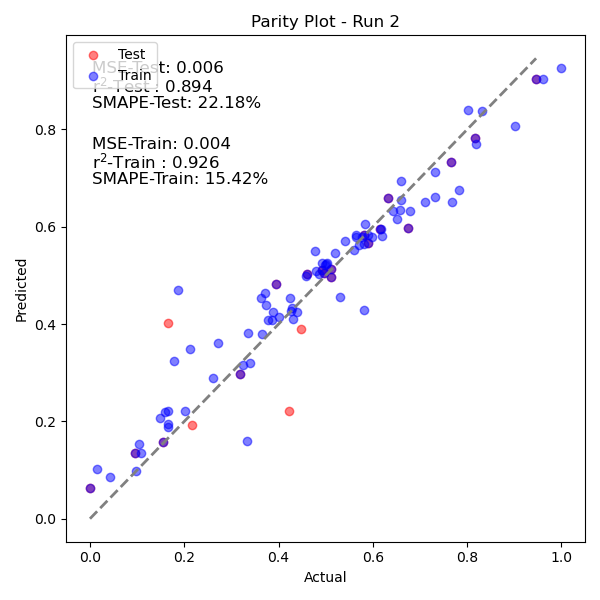 Parity Plot - Run 2
Test
Train
MSE-Test: 0.006
r²-Test : 0.894
SMAPE-Test: 22.18%
MSE-Train: 0.004
r²-Train : 0.926
SMAPE-Train: 15.42%
Predicted
0.8
0.6
0.4
0.2
0.0
0.0 0.2 0.4 0.6 0.8 1.0
Actual